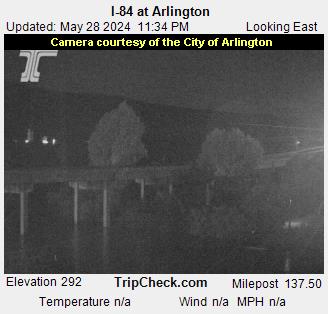 I-84 at Arlington
Updated: May 28 2024 11:34 PM Looking East
Camera courtesy of the City of Arlington
Elevation 292 TripCheck.com Milepost 137.50
Temperature n/a Wind n/a MPH n/a